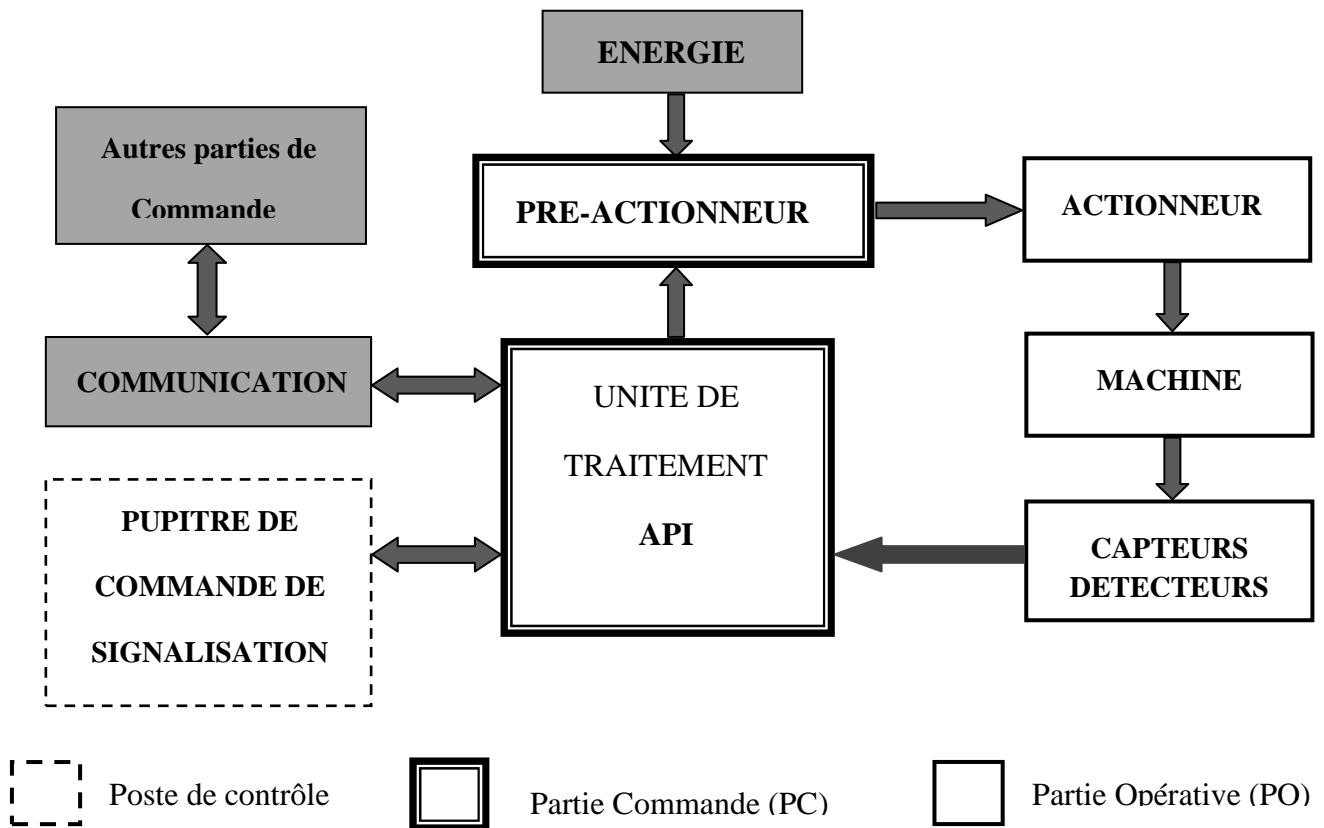 ENERGIE
Autres parties de
Commande
PRE-ACTIONNEUR
ACTIONNEUR
COMMUNICATION
UNITE DE
TRAITEMENT
API
MACHINE
PUPITRE DE
COMMANDE DE
SIGNALISATION
CAPTEURS
DETECTEURS
Poste de contrôle
Partie Commande (PC)
Partie Opérative (PO)